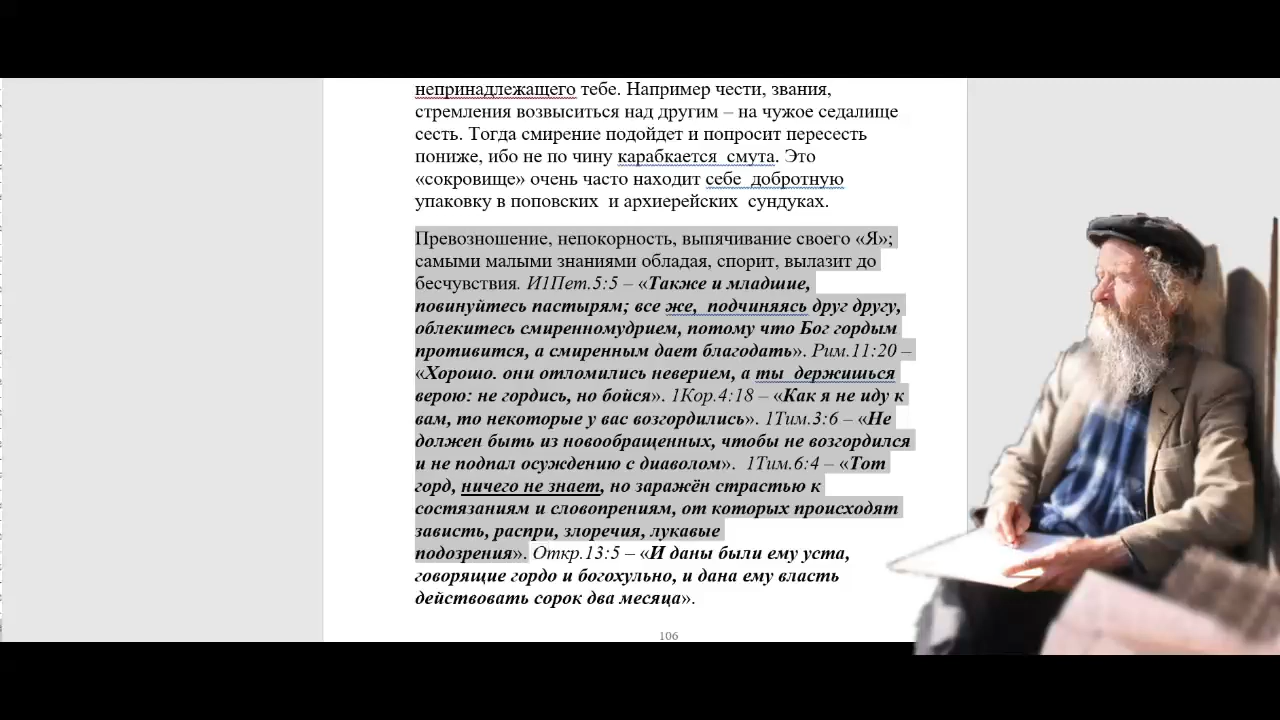 непринадлежащего тебе. Например чести, звания,
стремления возвыситься над другим – на чужое седалище
сесть. Тогда смирение подойдет и попросит пересесть
пониже, ибо не по чину карабкается  смута. Это
«сокровище» очень часто находит себе  добротную
упаковку в поповских  и архиерейских  сундуках.
Превозношение, непокорность, выпячивание своего «Я»;
самыми малыми знаниями обладая, спорит, вылазит до
бесчувствия. И1Пет.5:5 – «Также и младшие,
повинуйтесь пастырям; все же,  подчиняясь друг другу,
облекитесь смиренномудрием, потому что Бог гордым
противится, а смиренным дает благодать». Рим.11:20 –
«Хорошо. они отломились неверием, а ты  держишься
верою: не гордись, но бойся». 1Кор.4:18 – «Как я не иду к
вам, то некоторые у вас возгордились». 1Тим.3:6 – «Не
должен быть из новообращенных, чтобы не возгордился
и не подпал осуждению с диаволом».  1Тим.6:4 – «Тот
горд, ничего не знает, но заражён страстью к
состязаниям и словопрениям, от которых происходят
зависть, распри, злоречия, лукавые
подозрения». Откр.13:5 – «И даны были ему уста,
говорящие гордо и богохульно, и дана ему власть
действовать сорок два месяца».
106